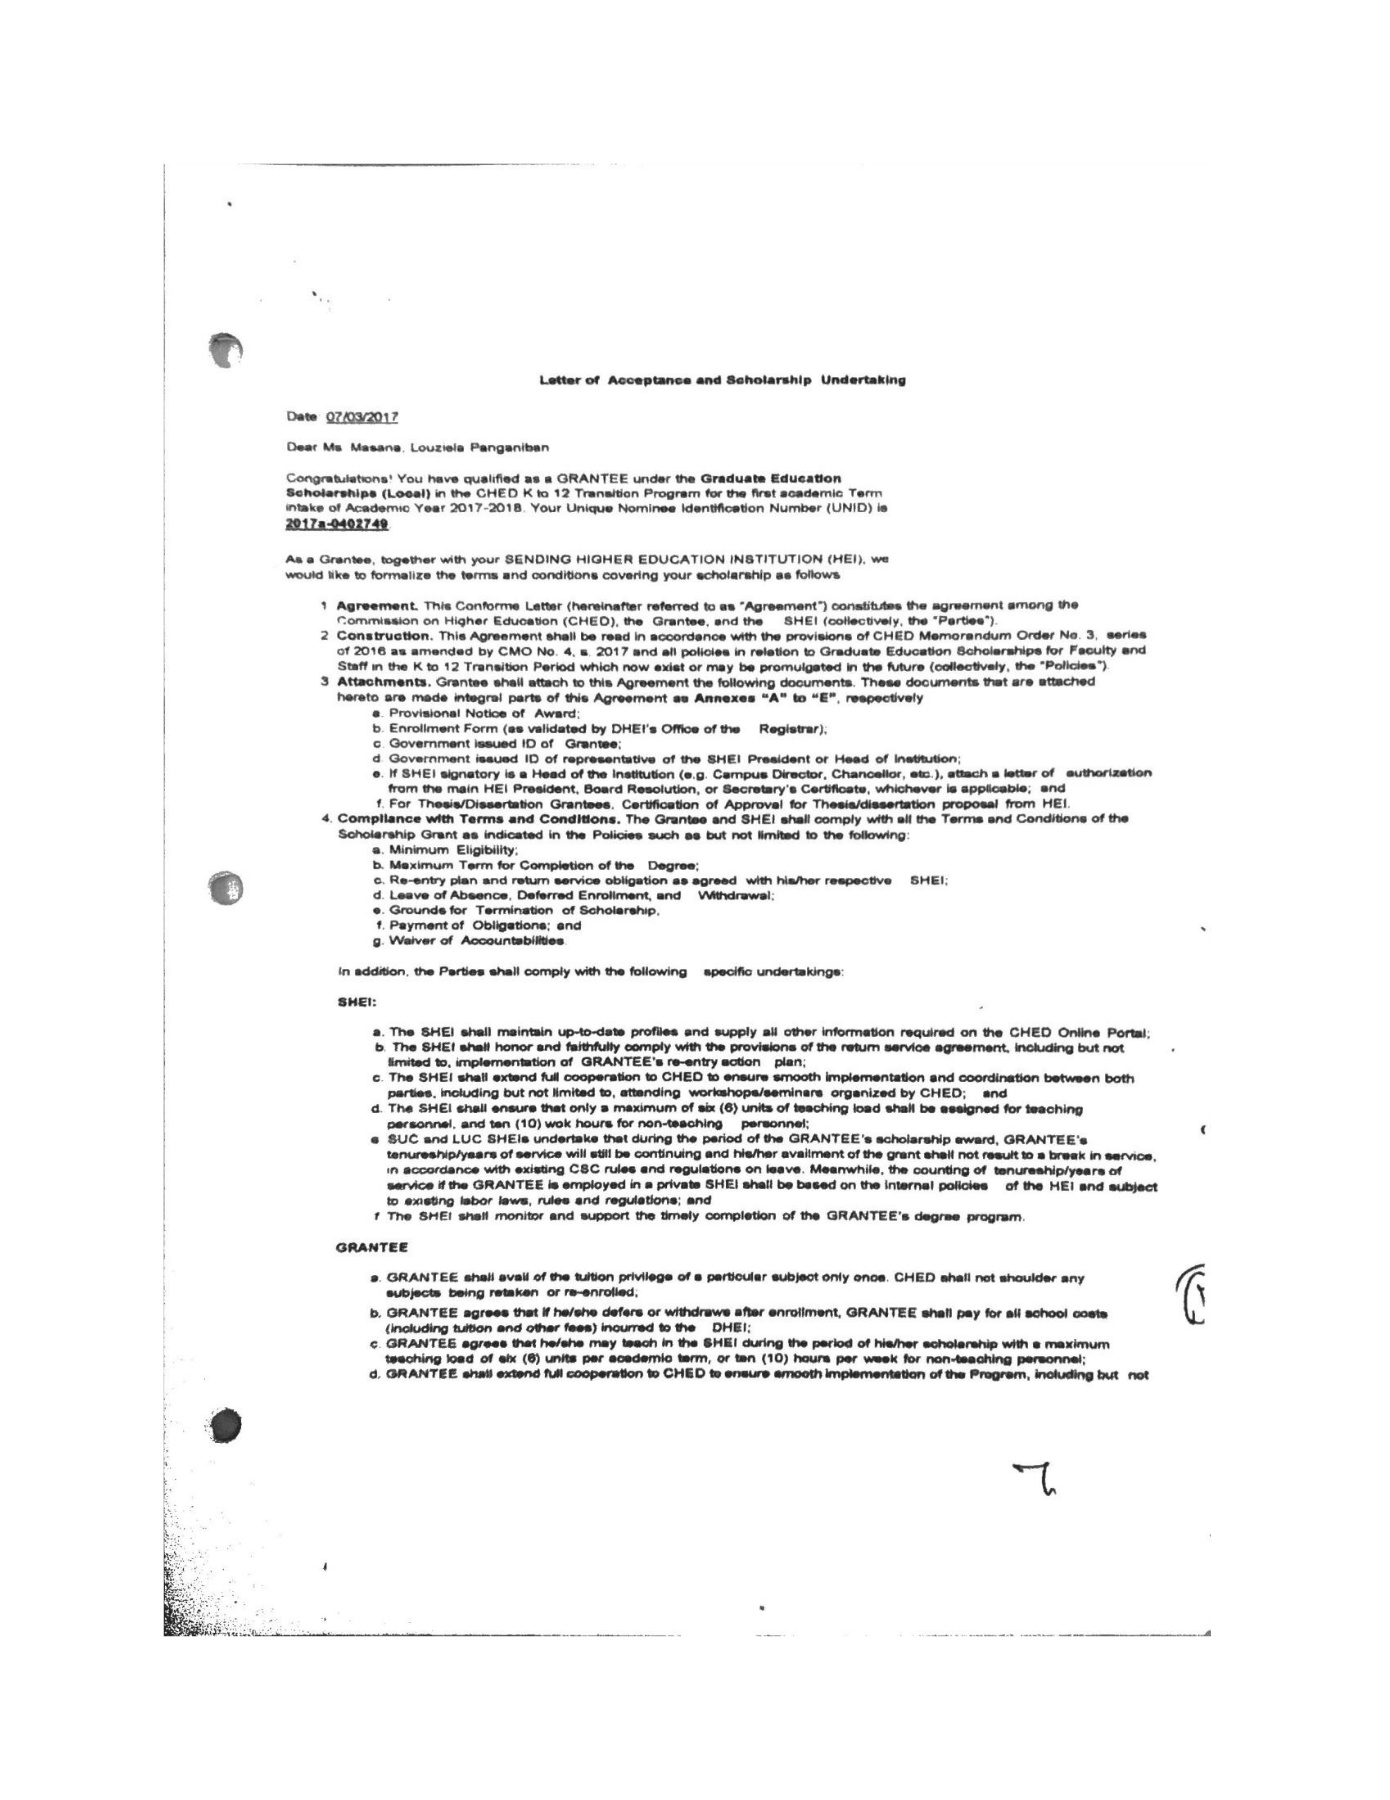 Letter of Acceptance and Scholarship Undertaking
Date 07/03/2017
Dear Ms Masana, Louziela Panganiban
Congratulations! You have qualified as a GRANTEE under the Graduate Education
Scholarships (Local) in the CHED K to 12 Transition Program for the first academic Term
intake of Academic Year 2017-2018. Your Unique Nominee Identification Number (UNID) is
2017a-0402749
As a Grantee, together with your SENDING HIGHER EDUCATION INSTITUTION (HEI), we
would like to formalize the terms and conditions covering your scholarship as follows
1 Agreement. This Conforme Letter (hereinafter referred to as "Agreement") constitutes the agreement among the
Commission on Higher Education (CHED), the Grantee, and the SHEI (collectively, the "Parties").
2 Construction. This Agreement shall be read in accordance with the provisions of CHED Memorandum Order No. 3, series
of 2016 as amended by CMO No. 4, s. 2017 and all policies in relation to Graduate Education Scholarships for Faculty and
Staff in the K to 12 Transition Period which now exist or may be promulgated in the future (collectively, the "Policies")
3 Attachments. Grantee shall attach to this Agreement the following documents. These documents that are attached
hereto are made integral parts of this Agreement as Annexes "A" to "E", respectively
a. Provisional Notice of Award;
b. Enrollment Form (as validated by DHEI's Office of the Registrar);
c. Government issued ID of Grantee;
d. Government issued ID of representative of the SHEI President or Head of Institution;
e. If SHEI signatory is a Head of the Institution (e.g. Campus Director, Chancellor, etc.), attach a letter of authorization
from the main HEI President, Board Resolution, or Secretary's Certificate, whichever is applicable; and
f. For Thesis/Dissertation Grantees, Certification of Approval for Thesis/dissertation proposal from HEI.
4. Compliance with Terms and Conditions. The Grantee and SHEI shall comply with all the Terms and Conditions of the
Scholarship Grant as indicated in the Policies such as but not limited to the following:
a. Minimum Eligibility;
b. Maximum Term for Completion of the Degree;
c. Re-entry plan and return service obligation as agreed with his/her respective SHEI;
d. Leave of Absence, Deferred Enrollment, and Withdrawal;
e. Grounds for Termination of Scholarship,
f. Payment of Obligations; and
g. Waiver of Accountabilities
In addition, the Parties shall comply with the following specific undertakings:
SHEI:
a. The SHEI shall maintain up-to-date profiles and supply all other information required on the CHED Online Portal;
b. The SHEI shall honor and faithfully comply with the provisions of the return service agreement, including but not
limited to, implementation of GRANTEE's re-entry action plan;
c. The SHEI shall extend full cooperation to CHED to ensure smooth implementation and coordination between both
parties, including but not limited to, attending workshops/seminars organized by CHED; and
d. The SHEI shall ensure that only a maximum of six (6) units of teaching load shall be assigned for teaching
personnel, and ten (10) wok hours for non-teaching personnel;
e SUC and LUC SHEIs undertake that during the period of the GRANTEE's scholarship award, GRANTEE's
tenureship/years of service will still be continuing and his/her availment of the grant shall not result to a break in service,
in accordance with existing CSC rules and regulations on leave. Meanwhile, the counting of tenureship/years of
service if the GRANTEE is employed in a private SHEI shall be based on the internal policies of the HEI and subject
to existing labor laws, rules and regulations; and
f The SHEI shall monitor and support the timely completion of the GRANTEE's degree program.
GRANTEE
a. GRANTEE shall avail of the tuition privilege of a particular subject only once. CHED shall not shoulder any
subjects being retaken or re-enrolled;
b. GRANTEE agrees that if he/she defers or withdraws after enrollment, GRANTEE shall pay for all school costs
(including tuition and other fees) incurred to the DHEI;
c. GRANTEE agrees that he/she may teach in the SHEI during the period of his/her scholarship with a maximum
teaching load of six (6) units per academic term, or ten (10) hours per week for non-teaching personnel;
d. GRANTEE shall extend full cooperation to CHED to ensure smooth implementation of the Program, including but not